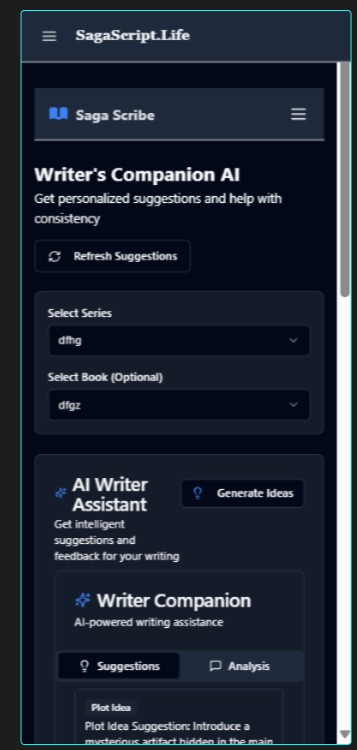 SagaScript.Life
Saga Scribe
Writer's Companion AI
Get personalized suggestions and help with
consistency
Refresh Suggestions
Select Series
dfhg
Select Book (Optional)
dfgz
AI Writer
Assistant
Generate Ideas
Get intelligent
suggestions and
feedback for your writing
Writer Companion
AI-powered writing assistance
Suggestions
Analysis
Plot Idea
Plot Idea Suggestion: Introduce a
mysterious artifact hidden in the main